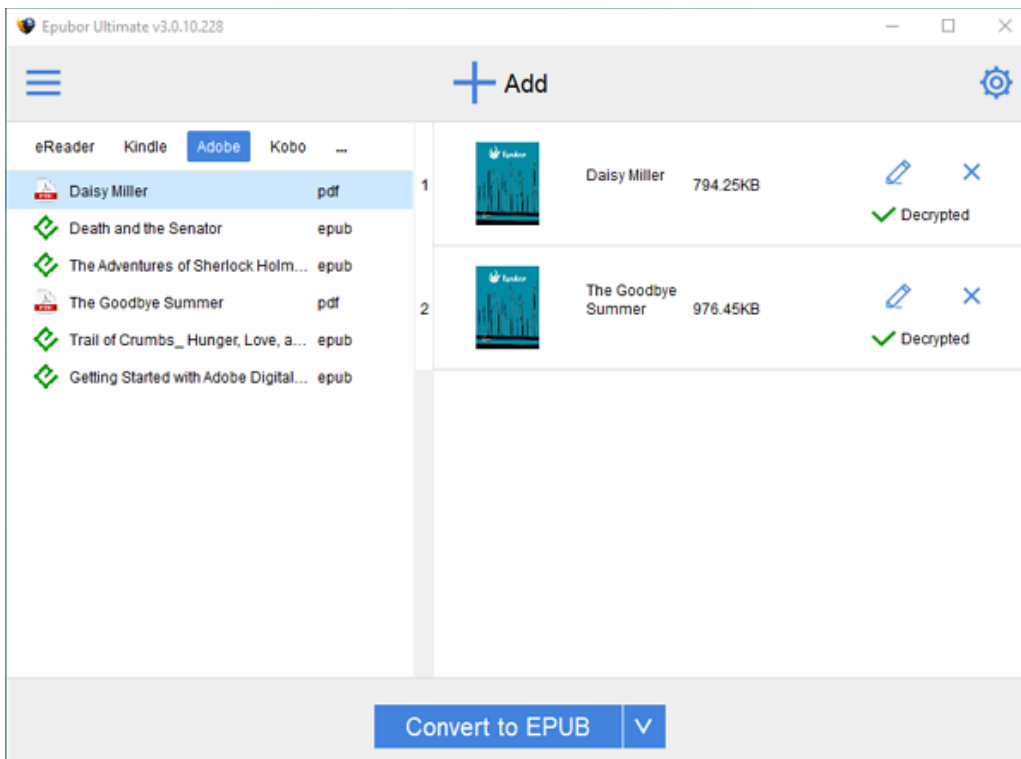 Epubor Ultimate v3.0.10.228
Add
eReader Kindle Adobe Kobo ...
Daisy Miller pdf
Death and the Senator epub
The Adventures of Sherlock Holm... epub
The Goodbye Summer pdf
Trail of Crumbs_ Hunger, Love, a... epub
Getting Started with Adobe Digital... epub
1
Epubor
Daisy Miller 794.25KB
Decrypted
2
Epubor
The Goodbye
Summer 976.45KB
Decrypted
Convert to EPUB